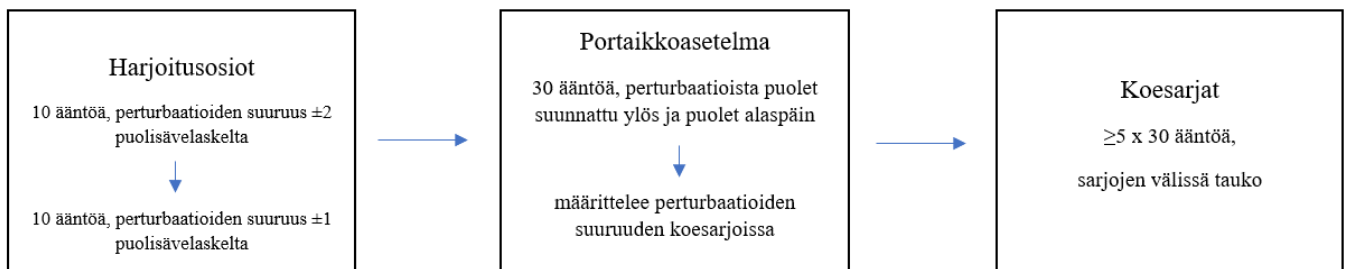 Harjoitusosiot
10 ääntöä, perturbaatioiden suuruus ±2
puolisävelaskelta
10 ääntöä, perturbaatioiden suuruus ±1
puolisävelaskelta
Portaikkoasetelma
30 ääntöä, perturbaatioista puolet
suunnattu ylös ja puolet alaspäin
määrittelee perturbaatioiden
suuruuden koesarjoissa
Koesarjat
≥5 x 30 ääntöä,
sarjojen välissä tauko